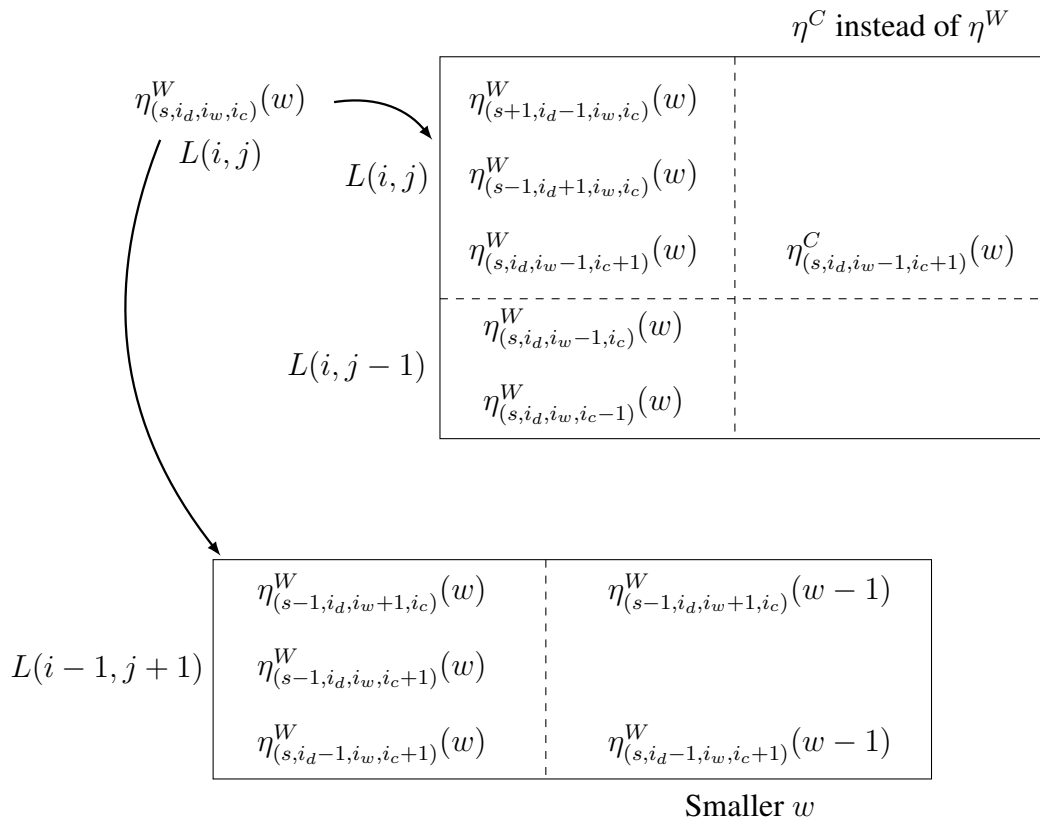 η^C instead of η^W
η^W_{(s,i_d,i_w,i_c)}(w)
L(i, j)
L(i, j)
η^W_{(s+1,i_d−1,i_w,i_c)}(w)
η^W_{(s−1,i_d+1,i_w,i_c)}(w)
η^W_{(s,i_d,i_w−1,i_c+1)}(w) η^C_{(s,i_d,i_w−1,i_c+1)}(w)
L(i, j − 1)
η^W_{(s,i_d,i_w−1,i_c)}(w)
η^W_{(s,i_d,i_w,i_c−1)}(w)
L(i − 1, j + 1)
η^W_{(s−1,i_d,i_w+1,i_c)}(w) η^W_{(s−1,i_d,i_w+1,i_c)}(w − 1)
η^W_{(s−1,i_d,i_w,i_c+1)}(w)
η^W_{(s,i_d−1,i_w,i_c+1)}(w) η^W_{(s,i_d−1,i_w,i_c+1)}(w − 1)
Smaller w